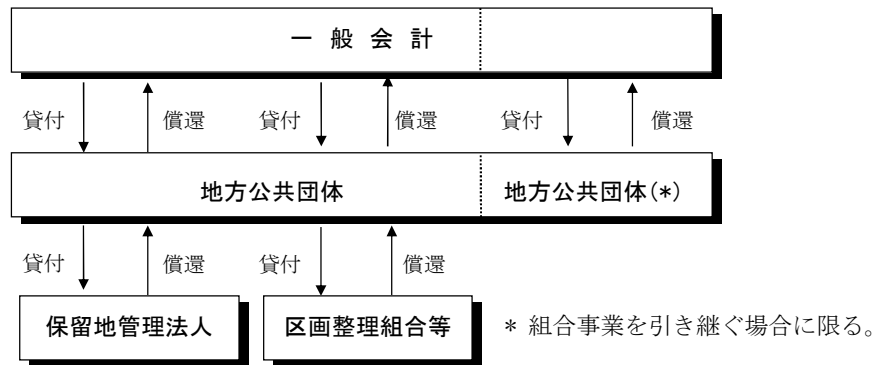 一般会計
貸付 償還 貸付 償還 貸付 償還
地方公共団体 地方公共団体(*)
貸付 償還 貸付 償還
保留地管理法人 区画整理組合等 * 組合事業を引き継ぐ場合に限る。